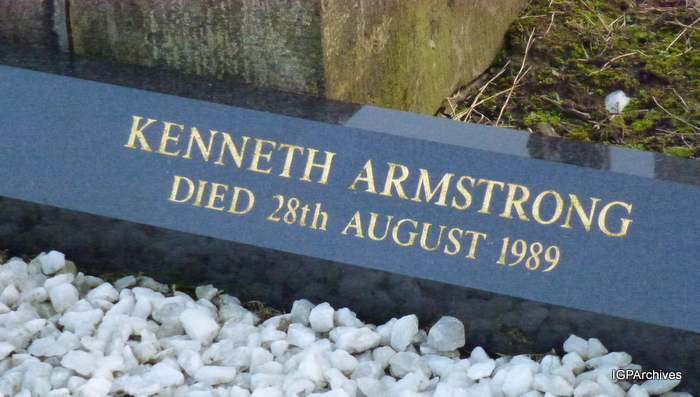 KENNETH ARMSTRONG
DIED 28th AUGUST 1989
IGPArchives